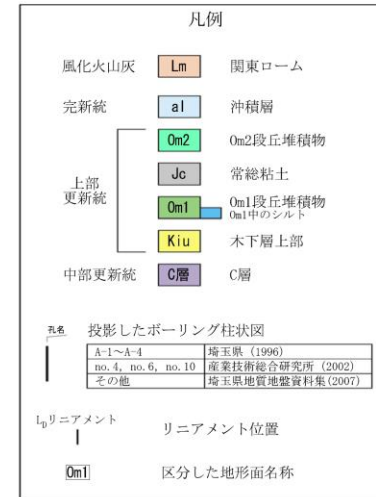 凡例
風化火山灰 Lm 関東ローム
完新統 al 沖積層
Om2 Om2段丘堆積物
Jc 常総粘土
上部
更新統
Om1 Om1段丘堆積物
Om1中のシルト
Kiu 木下層上部
中部更新統 C層 C層
孔名 投影したボーリング柱状図
A-1～A-4 埼玉県 (1996)
no.4, no.6, no.10 産業技術総合研究所 (2002)
その他 埼玉県地質地盤資料集(2007)
LDリニアメント リニアメント位置
Om1 区分した地形面名称